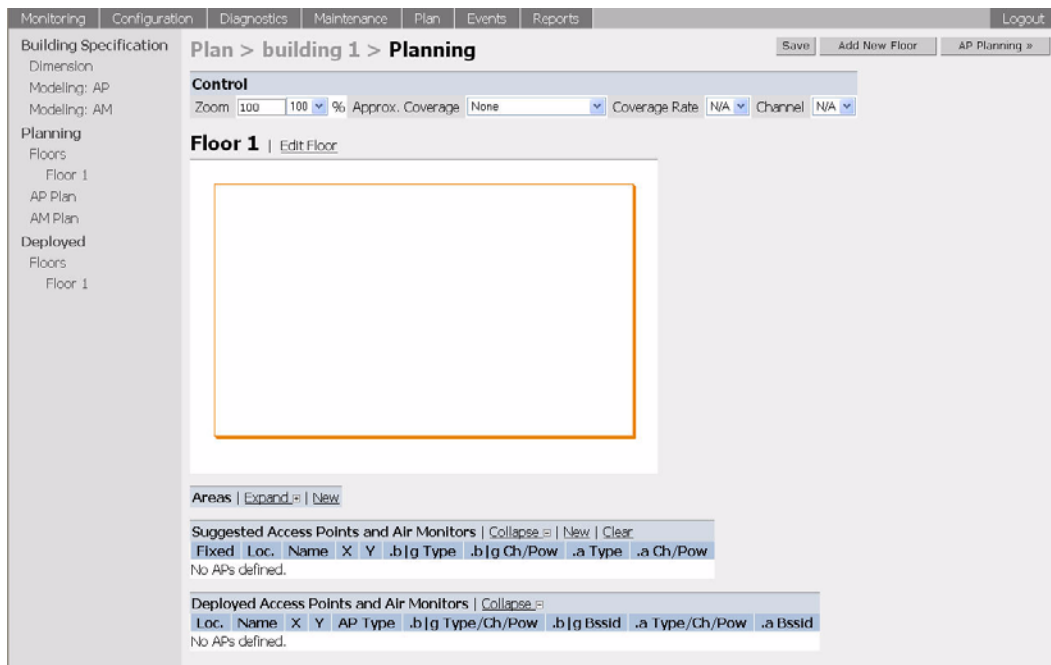 Monitoring Configuration Diagnostics Maintenance Plan Events Reports Logout
Building Specification
Dimension
Modeling: AP
Modeling: AM
Planning
Floors
Floor 1
AP Plan
AM Plan
Deployed
Floors
Floor 1
Plan > building 1 > Planning
Save Add New Floor AP Planning »
Control
Zoom 100 100 % Approx. Coverage None Coverage Rate N/A Channel N/A
Floor 1 | Edit Floor
Areas | Expand | New
Suggested Access Points and Air Monitors | Collapse | New | Clear
Fixed Loc. Name X Y .b|g Type .b|g Ch/Pow .a Type .a Ch/Pow
No APs defined.
Deployed Access Points and Air Monitors | Collapse
Loc. Name X Y AP Type .b|g Type/Ch/Pow .b|g Bssid .a Type/Ch/Pow .a Bssid
No APs defined.